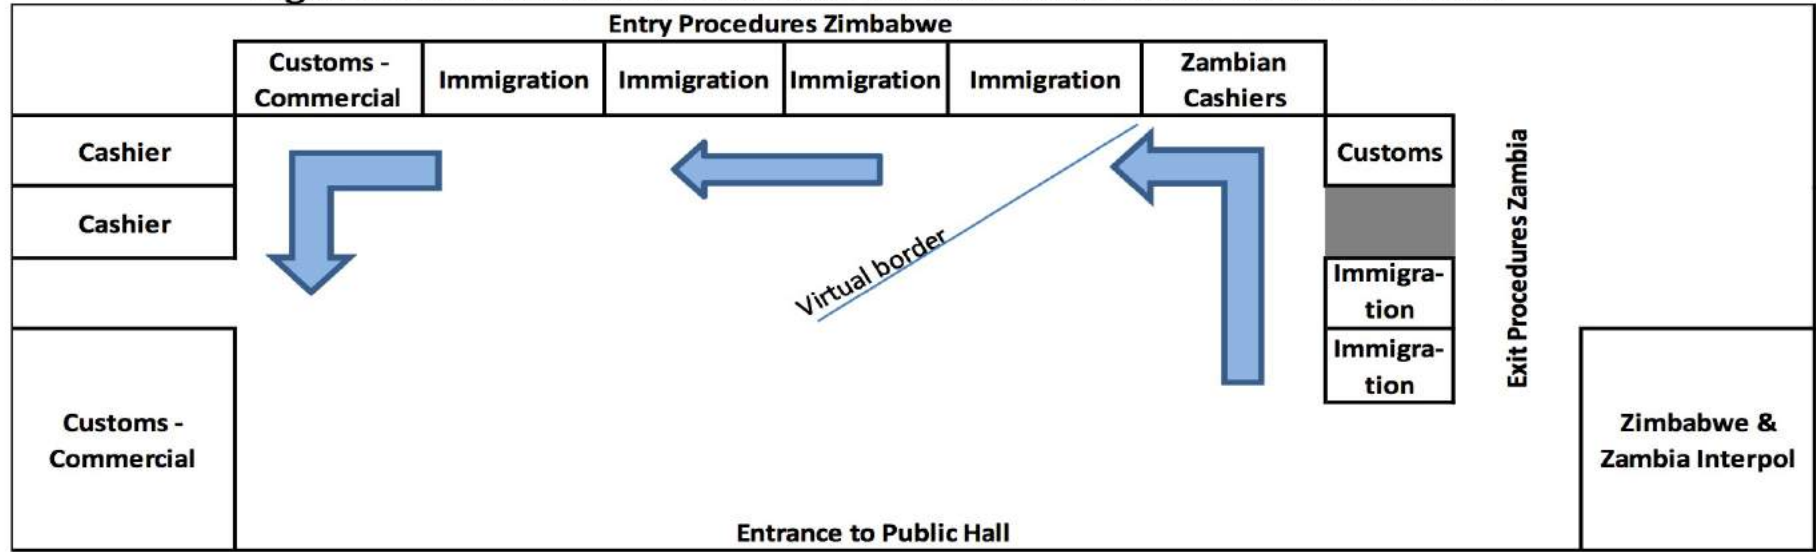 Entry Procedures Zimbabwe
Customs -
Commercial
Immigration
Immigration
Immigration
Immigration
Zambian
Cashiers
Cashier
Customs
Cashier
Virtual border
Immigra-
tion
Immigra-
tion
Exit Procedures Zambia
Customs -
Commercial
Zimbabwe &
Zambia Interpol
Entrance to Public Hall